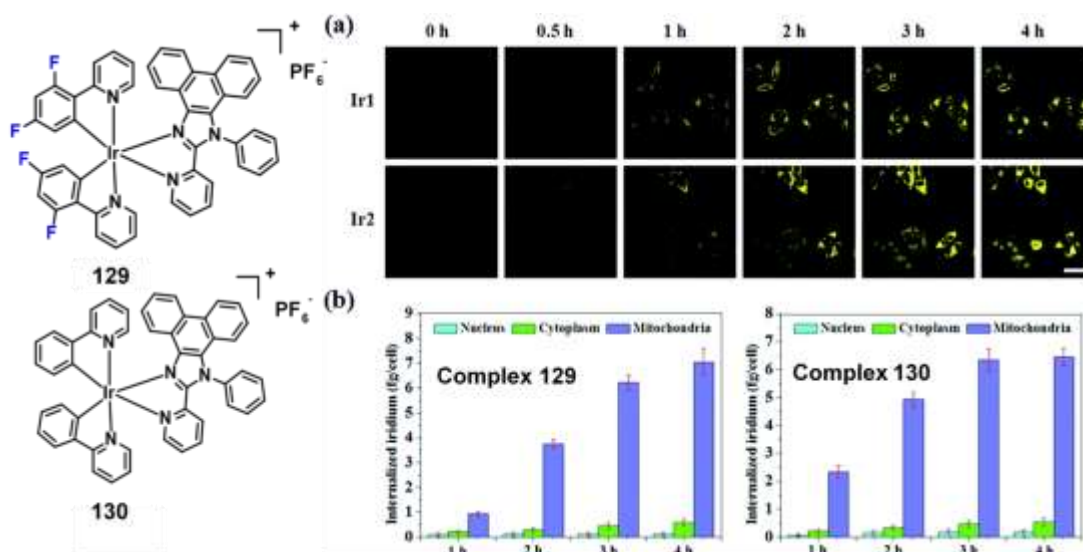 F
F
F
F
N
N
Ir
N
N
N
+
PF6-
129
N
N
Ir
N
N
N
+
PF6-
130
(a)
0 h 0.5 h 1 h 2 h 3 h 4 h
Ir1
Ir2
(b)
Internalized iridium (fg/cell)
9
8
7
6
5
4
3
2
1
0
Nucleus Cytoplasm Mitochondria
Complex 129
1 h 2 h 3 h 4 h
Internalized iridium (fg/cell)
8
7
6
5
4
3
2
1
0
Nucleus Cytoplasm Mitochondria
Complex 130
1 h 2 h 3 h 4 h